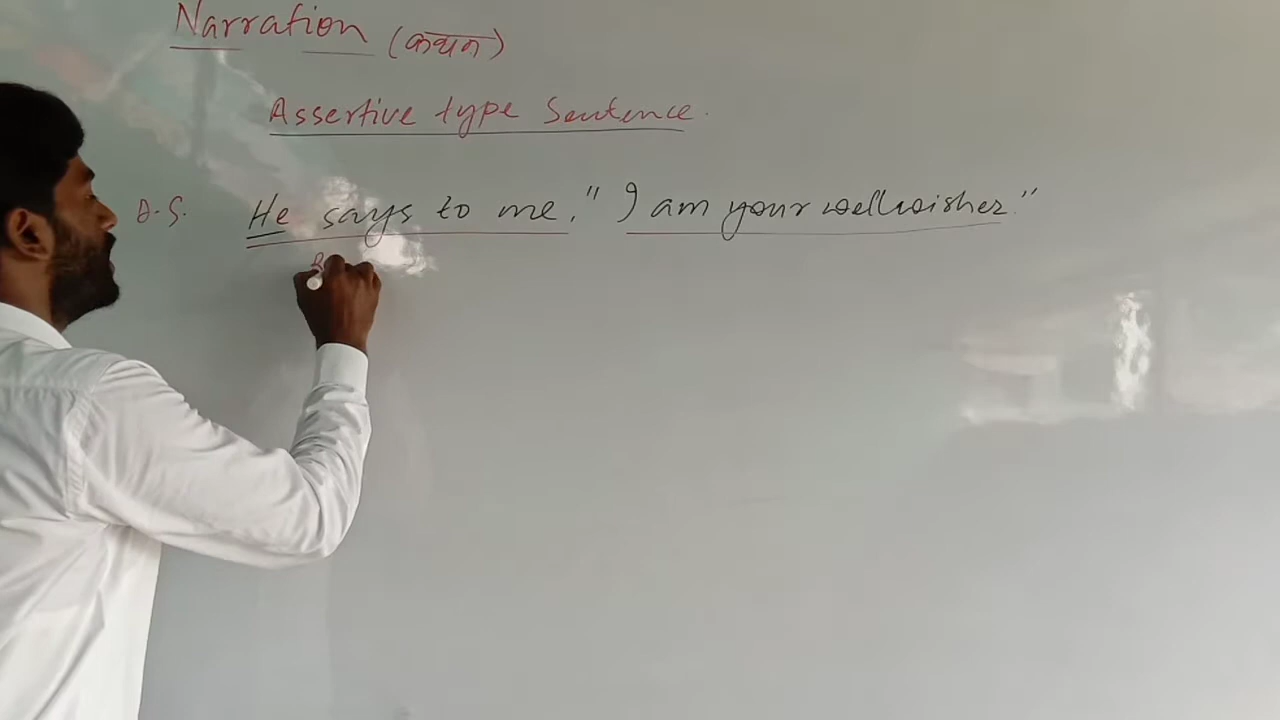 Narration (कथन)
Assertive type Sentence.
D.S. He says to me, "I am your wellwisher."